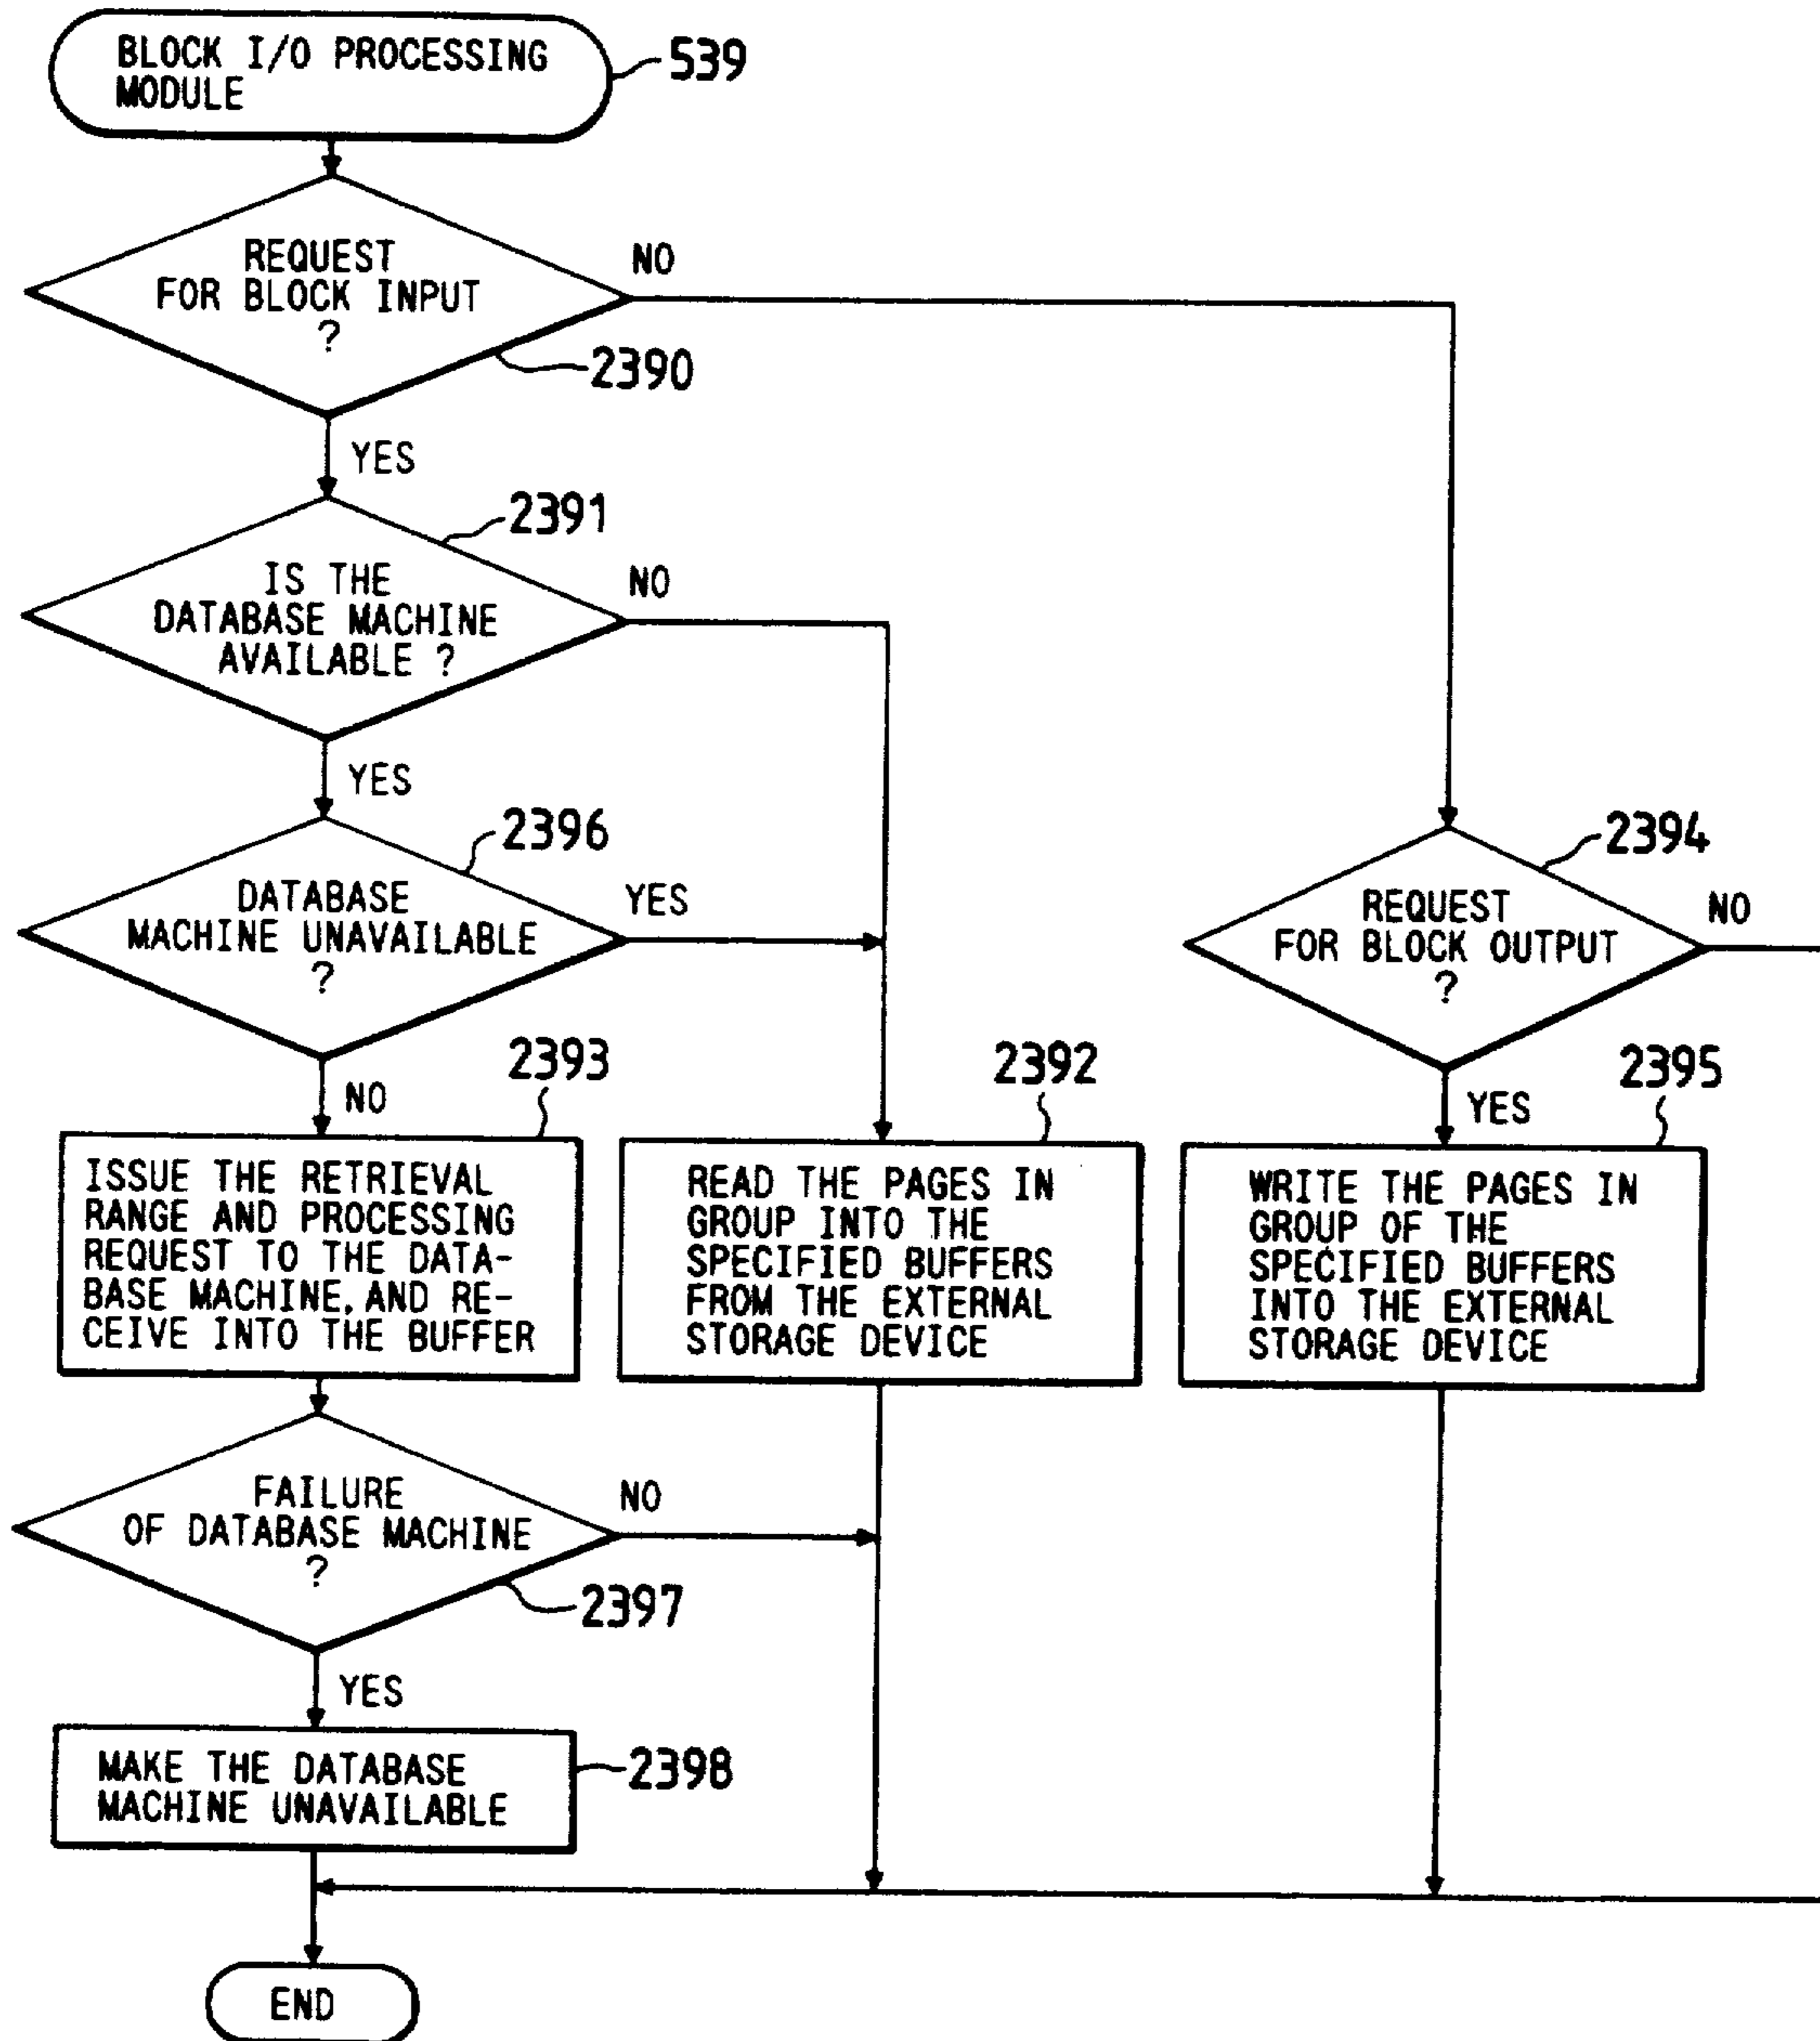 BLOCK I/O PROCESSING
MODULE
539
REQUEST
FOR BLOCK INPUT
?
NO
2390
YES
2391
IS THE
DATABASE MACHINE
AVAILABLE ?
NO
YES
2396
DATABASE
MACHINE UNAVAILABLE
?
YES
2394
REQUEST
FOR BLOCK OUTPUT
?
NO
NO
2393
ISSUE THE RETRIEVAL
RANGE AND PROCESSING
REQUEST TO THE DATA-
BASE MACHINE, AND RE-
CEIVE INTO THE BUFFER
2392
READ THE PAGES IN
GROUP INTO THE
SPECIFIED BUFFERS
FROM THE EXTERNAL
STORAGE DEVICE
YES
2395
WRITE THE PAGES IN
GROUP OF THE
SPECIFIED BUFFERS
INTO THE EXTERNAL
STORAGE DEVICE
FAILURE
OF DATABASE MACHINE
?
NO
2397
YES
MAKE THE DATABASE
MACHINE UNAVAILABLE
2398
END